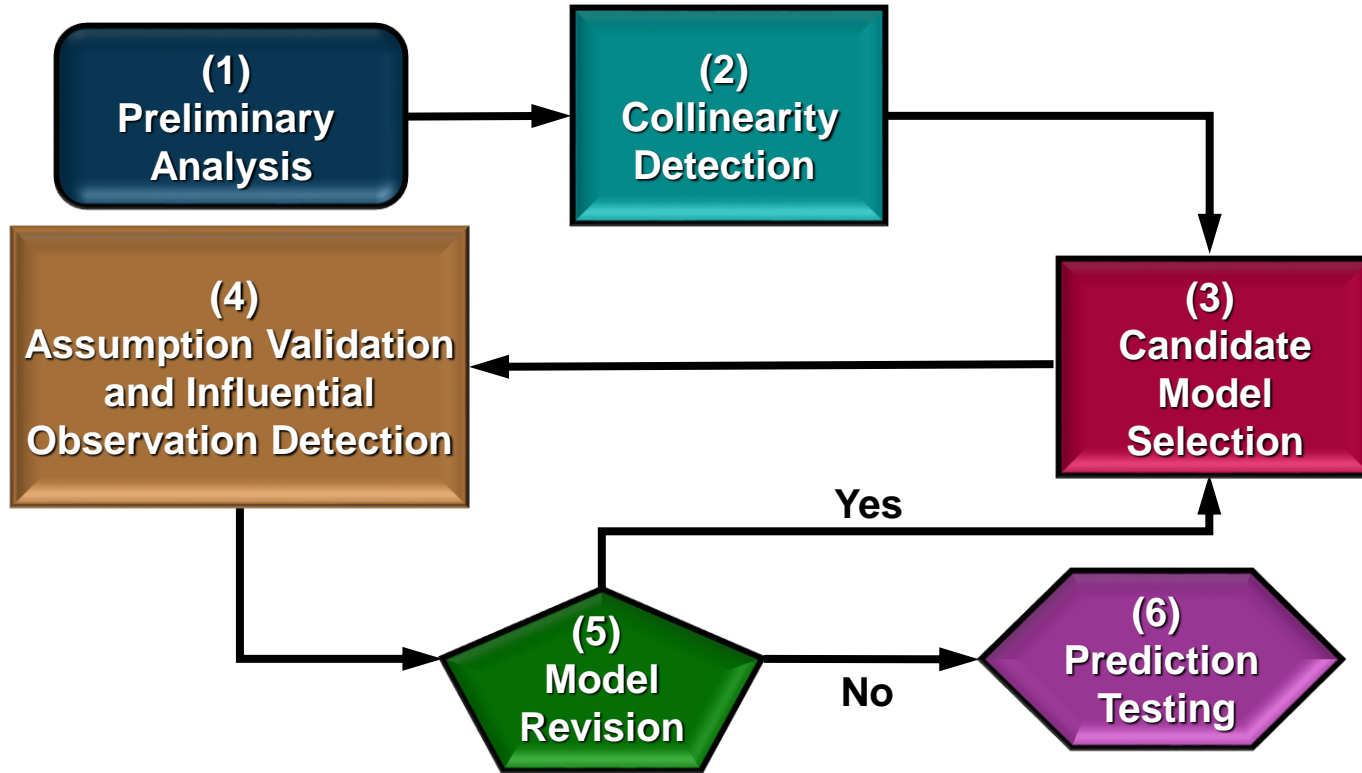 (1)
Preliminary
Analysis
(2)
Collinearity
Detection
(3)
Candidate
Model
Selection
(4)
Assumption Validation
and Influential
Observation Detection
(5)
Model
Revision
Yes
No
(6)
Prediction
Testing